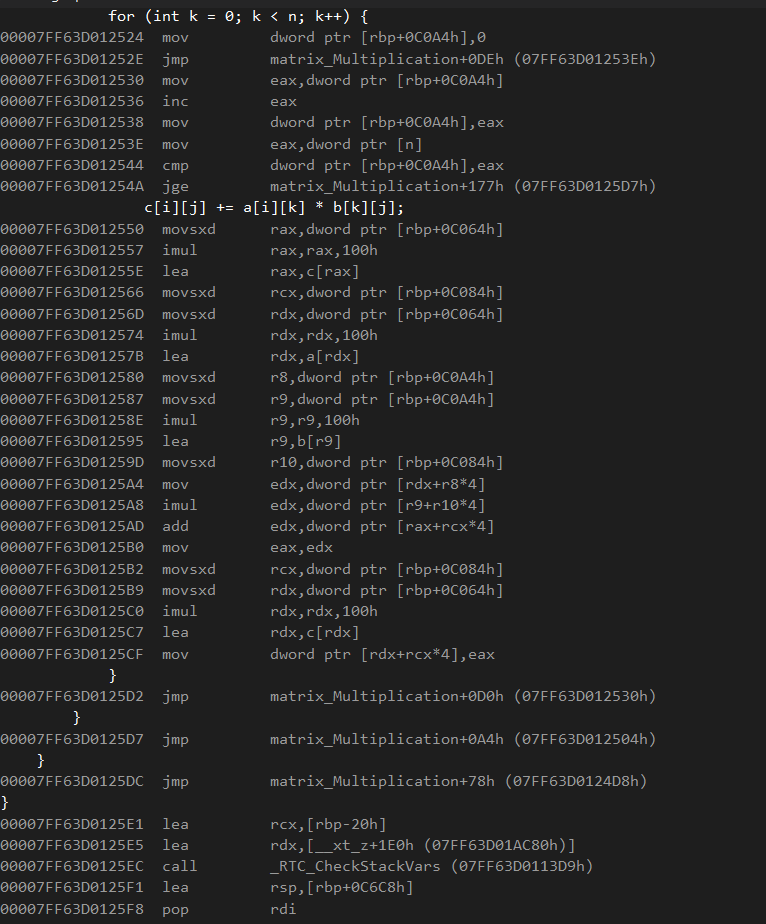 for (int k = 0; k < n; k++) {
00007FF63D012524 mov dword ptr [rbp+0C0A4h],0
00007FF63D01252E jmp matrix_Multiplication+0DEh (07FF63D01253Eh)
00007FF63D012530 mov eax,dword ptr [rbp+0C0A4h]
00007FF63D012536 inc eax
00007FF63D012538 mov dword ptr [rbp+0C0A4h],eax
00007FF63D01253E mov eax,dword ptr [n]
00007FF63D012544 cmp dword ptr [rbp+0C0A4h],eax
00007FF63D01254A jge matrix_Multiplication+177h (07FF63D0125D7h)
c[i][j] += a[i][k] * b[k][j];
00007FF63D012550 movsxd rax,dword ptr [rbp+0C064h]
00007FF63D012557 imul rax,rax,100h
00007FF63D01255E lea rax,c[rax]
00007FF63D012566 movsxd rcx,dword ptr [rbp+0C084h]
00007FF63D01256D movsxd rdx,dword ptr [rbp+0C064h]
00007FF63D012574 imul rdx,rdx,100h
00007FF63D01257B lea rdx,a[rdx]
00007FF63D012580 movsxd r8,dword ptr [rbp+0C0A4h]
00007FF63D012587 movsxd r9,dword ptr [rbp+0C0A4h]
00007FF63D01258E imul r9,r9,100h
00007FF63D012595 lea r9,b[r9]
00007FF63D01259D movsxd r10,dword ptr [rbp+0C084h]
00007FF63D0125A4 mov edx,dword ptr [rdx+r8*4]
00007FF63D0125A8 imul edx,dword ptr [r9+r10*4]
00007FF63D0125AD add edx,dword ptr [rax+rcx*4]
00007FF63D0125B0 mov eax,edx
00007FF63D0125B2 movsxd rcx,dword ptr [rbp+0C084h]
00007FF63D0125B9 movsxd rdx,dword ptr [rbp+0C064h]
00007FF63D0125C0 imul rdx,rdx,100h
00007FF63D0125C7 lea rdx,c[rdx]
00007FF63D0125CF mov dword ptr [rdx+rcx*4],eax
}
00007FF63D0125D2 jmp matrix_Multiplication+0D0h (07FF63D012530h)
}
00007FF63D0125D7 jmp matrix_Multiplication+0A4h (07FF63D012504h)
}
00007FF63D0125DC jmp matrix_Multiplication+78h (07FF63D0124D8h)
}
00007FF63D0125E1 lea rcx,[rbp-20h]
00007FF63D0125E5 lea rdx,[__xt_z+1E0h (07FF63D01AC80h)]
00007FF63D0125EC call _RTC_CheckStackVars (07FF63D0113D9h)
00007FF63D0125F1 lea rsp,[rbp+0C6C8h]
00007FF63D0125F8 pop rdi